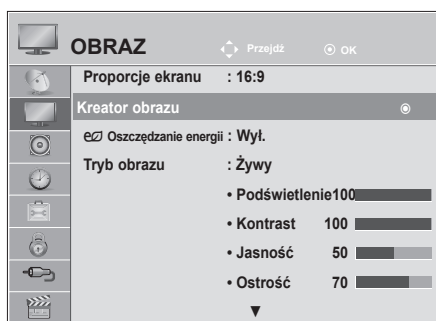 OBRAZ Przejdź OK
Proporcje ekranu : 16:9
Kreator obrazu
Oszczędzanie energii : Wył.
Tryb obrazu : Żywy
• Podświetlenie100
• Kontrast 100
• Jasność 50
• Ostrość 70